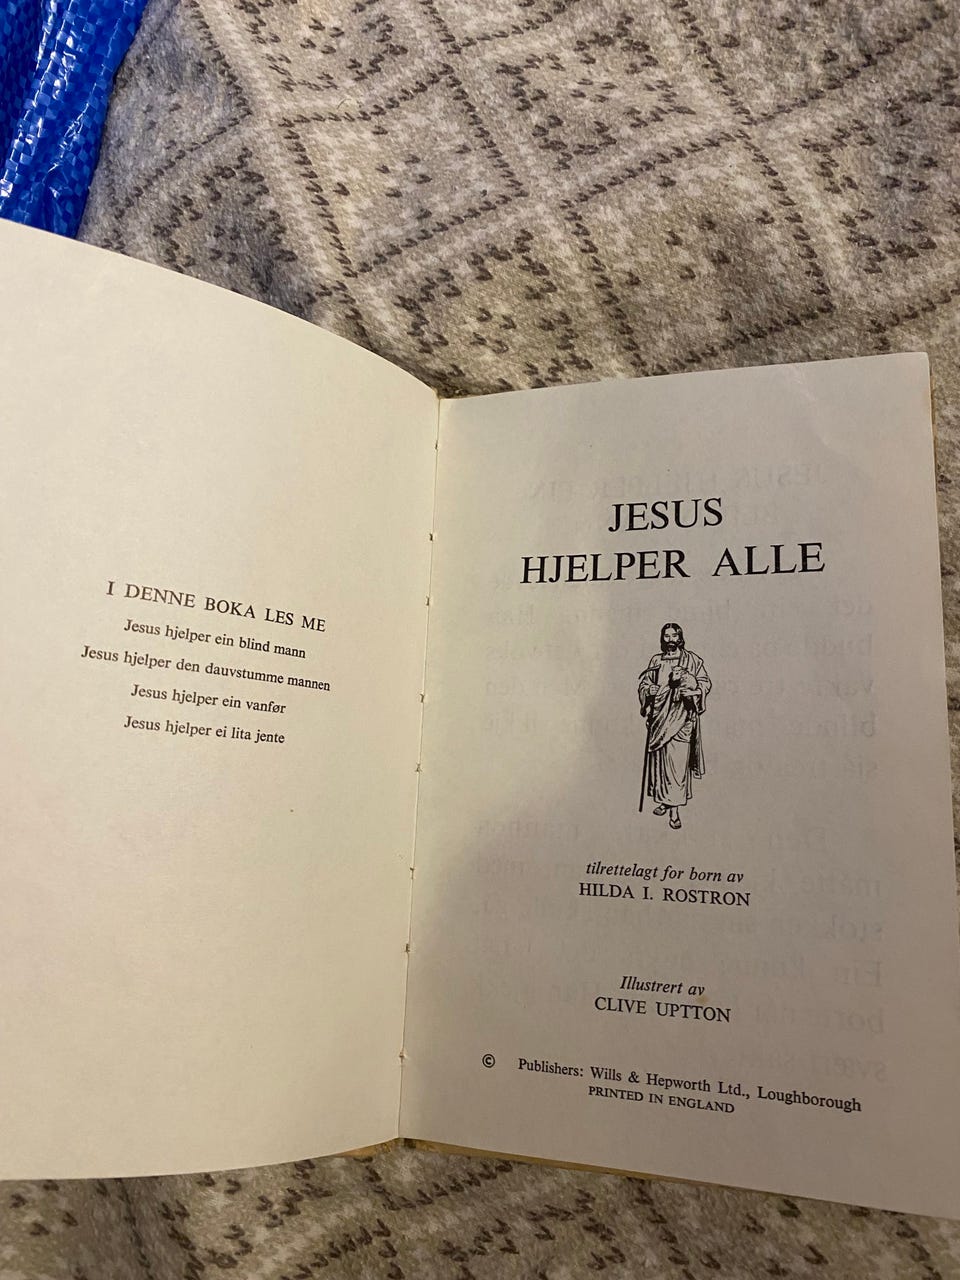 I DENNE BOKA LES ME
Jesus hjelper ein blind mann
Jesus hjelper den dauvstumme mannen
Jesus hjelper ein vanfør
Jesus hjelper ei lita jente
JESUS
HJELPER ALLE
tilrettelagt for born av
HILDA I. ROSTRON
Illustrert av
CLIVE UPTTON
© Publishers: Wills & Hepworth Ltd., Loughborough
PRINTED IN ENGLAND